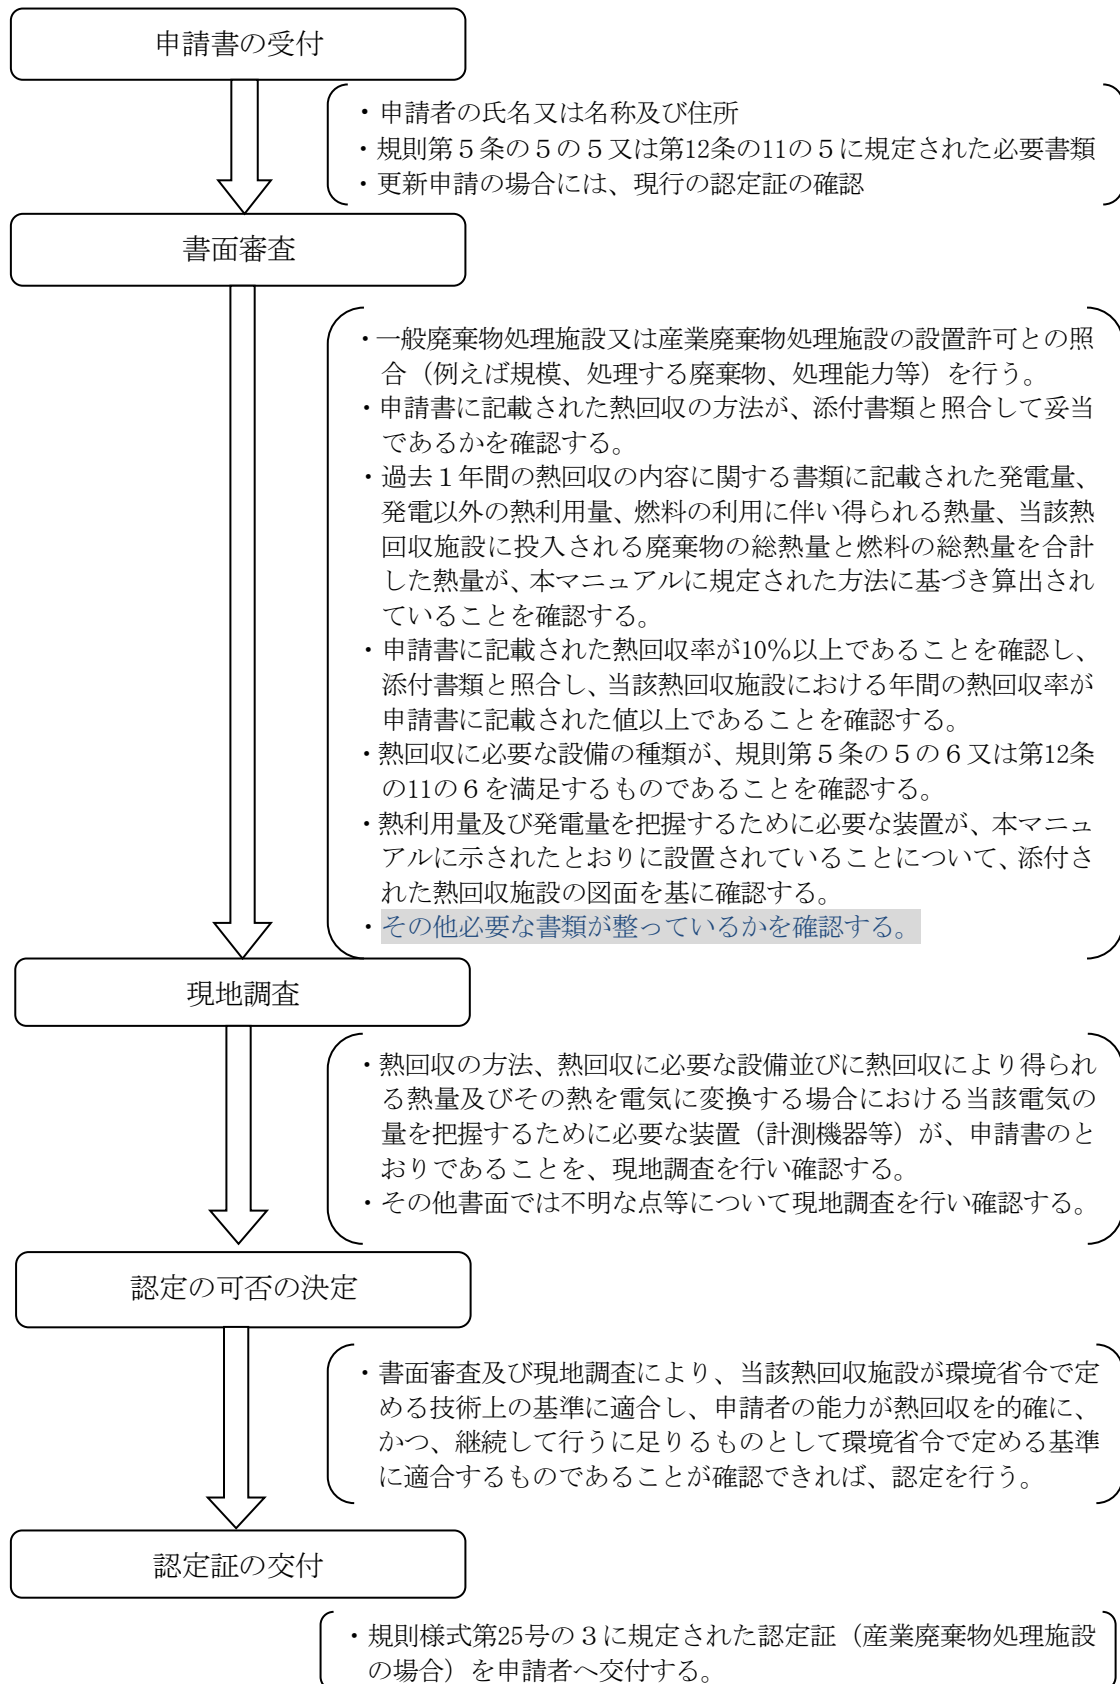 申請書の受付
・申請者の氏名又は名称及び住所
・規則第５条の５の５又は第12条の11の５に規定された必要書類
・更新申請の場合には、現行の認定証の確認
書面審査
・一般廃棄物処理施設又は産業廃棄物処理施設の設置許可との照
合（例えば規模、処理する廃棄物、処理能力等）を行う。
・申請書に記載された熱回収の方法が、添付書類と照合して妥当
であるかを確認する。
・過去１年間の熱回収の内容に関する書類に記載された発電量、
発電以外の熱利用量、燃料の利用に伴い得られる熱量、当該熱
回収施設に投入される廃棄物の総熱量と燃料の総熱量を合計
した熱量が、本マニュアルに規定された方法に基づき算出され
ていることを確認する。
・申請書に記載された熱回収率が10％以上であることを確認し、
添付書類と照合し、当該熱回収施設における年間の熱回収率が
申請書に記載された値以上であることを確認する。
・熱回収に必要な設備の種類が、規則第５条の５の６又は第12条
の11の６を満足するものであることを確認する。
・熱利用量及び発電量を把握するために必要な装置が、本マニュ
アルに示されたとおりに設置されていることについて、添付さ
れた熱回収施設の図面を基に確認する。
・その他必要な書類が整っているかを確認する。
現地調査
・熱回収の方法、熱回収に必要な設備並びに熱回収により得られ
る熱量及びその熱を電気に変換する場合における当該電気の
量を把握するために必要な装置（計測機器等）が、申請書のと
おりであることを、現地調査を行い確認する。
・その他書面では不明な点等について現地調査を行い確認する。
認定の可否の決定
・書面審査及び現地調査により、当該熱回収施設が環境省令で定
める技術上の基準に適合し、申請者の能力が熱回収を的確に、
かつ、継続して行うに足りるものとして環境省令で定める基準
に適合するものであることが確認できれば、認定を行う。
認定証の交付
・規則様式第25号の３に規定された認定証（産業廃棄物処理施設
の場合）を申請者へ交付する。